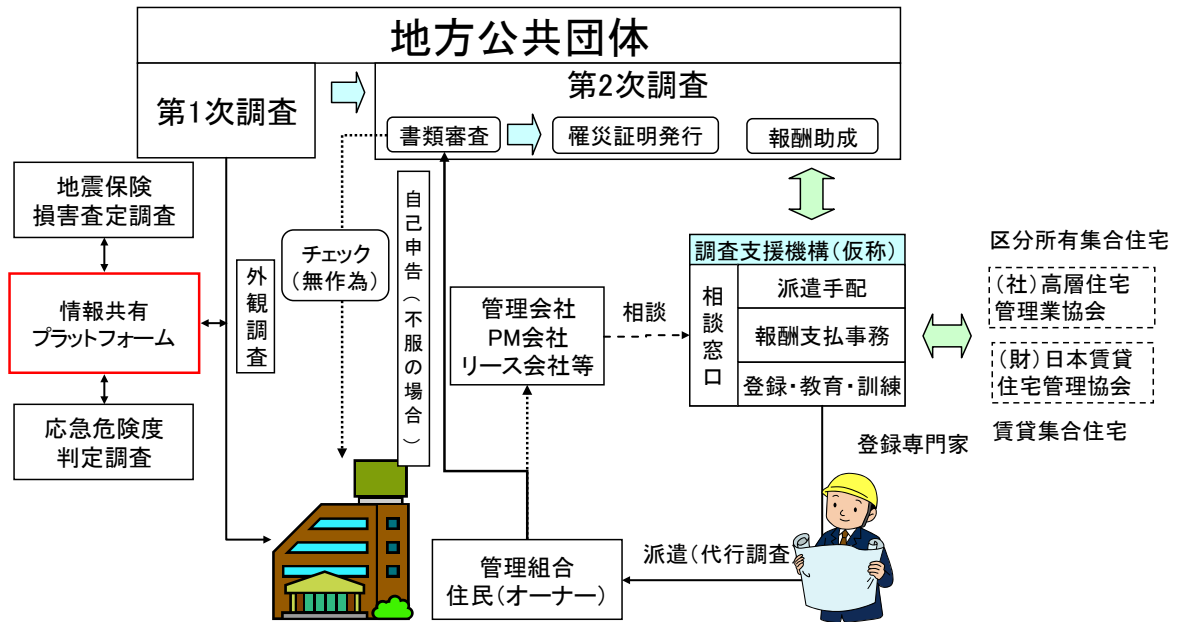 地方公共団体
第1次調査
第2次調査
書類審査
罹災証明発行
報酬助成
地震保険
損害査定調査
情報共有
プラットフォーム
応急危険度
判定調査
外観調査
チェック
(無作為)
自己申告(不服の場合)
管理会社
PM会社
リース会社等
相談
調査支援機構(仮称)
相談窓口
派遣手配
報酬支払事務
登録・教育・訓練
区分所有集合住宅
(社)高層住宅
管理業協会
(財)日本賃貸
住宅管理協会
賃貸集合住宅
登録専門家
派遣(代行調査
管理組合
住民(オーナー)